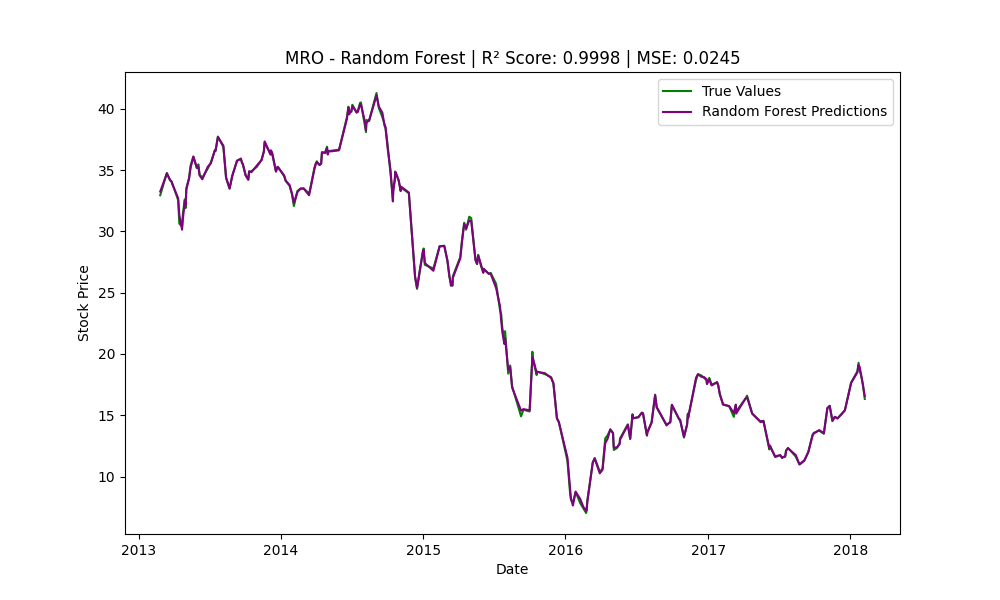 MRO - Random Forest | R² Score: 0.9998 | MSE: 0.0245
True Values
Random Forest Predictions
40
35
30
25
20
15
10
Stock Price
2013 2014 2015 2016 2017 2018
Date